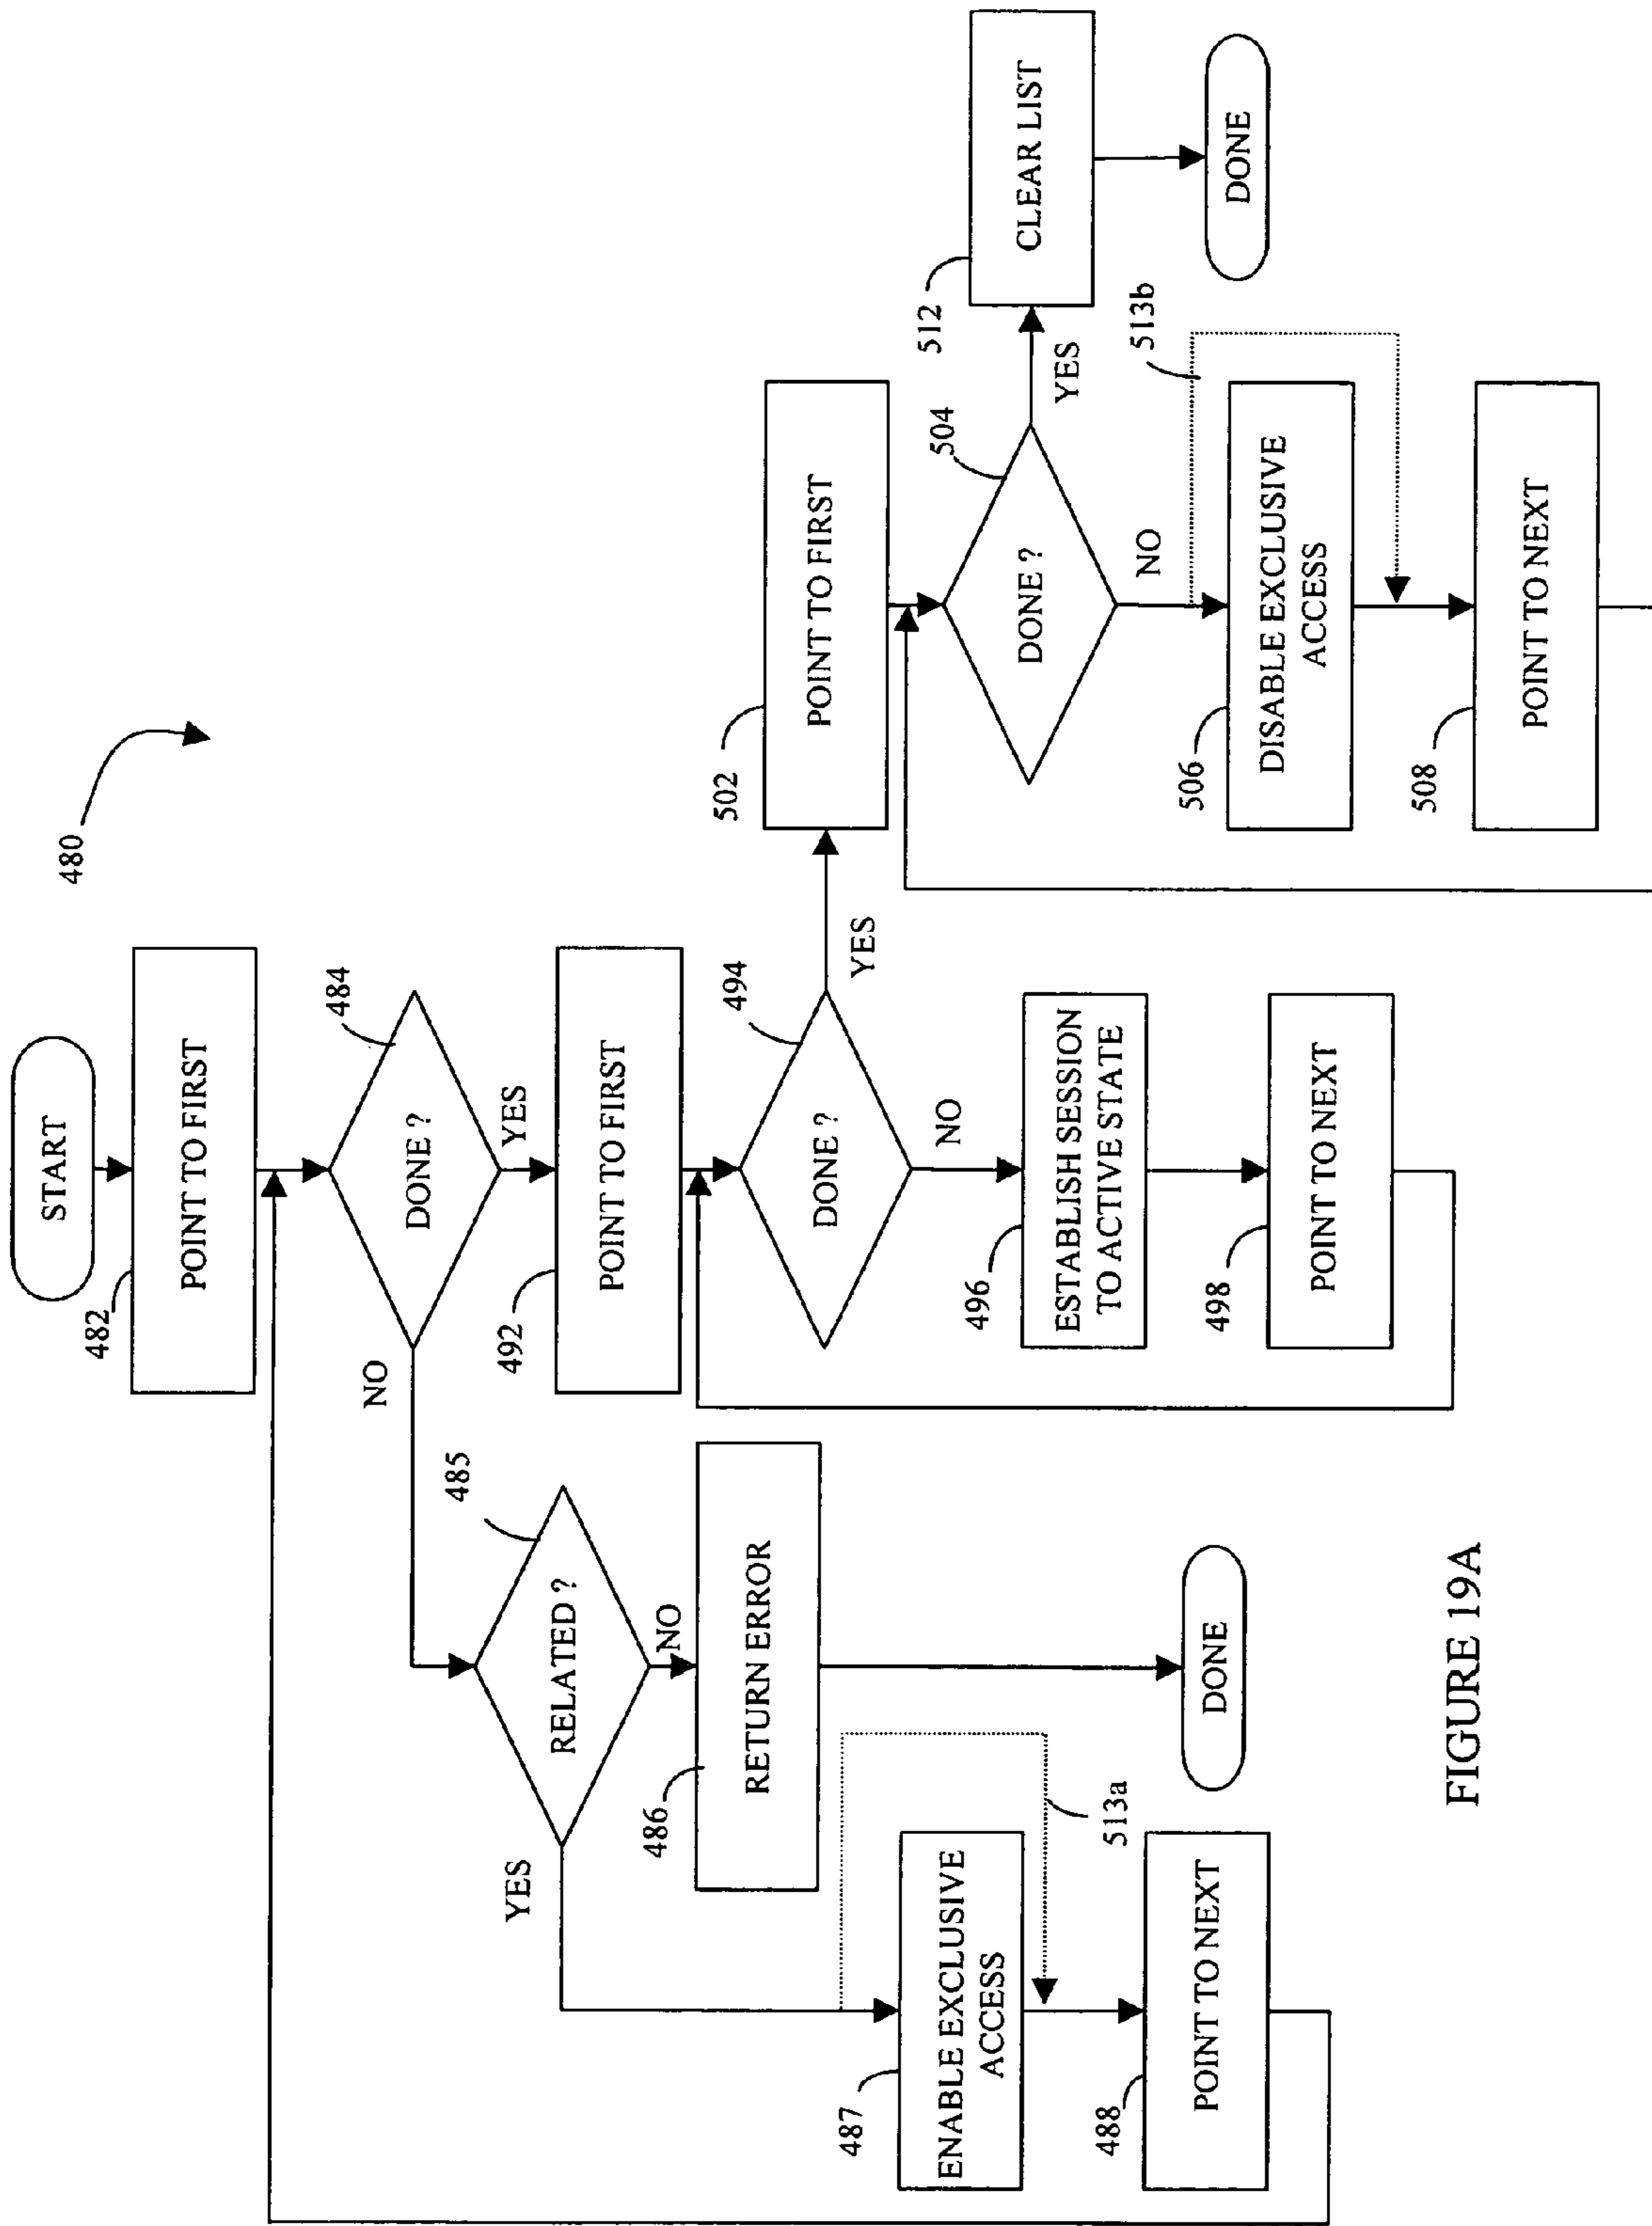 480
START
482
POINT TO FIRST
484
DONE ?
NO
YES
485
RELATED ?
YES
NO
486
RETURN ERROR
DONE
487
ENABLE EXCLUSIVE
ACCESS
513a
488
POINT TO NEXT
492
POINT TO FIRST
494
DONE ?
NO
YES
496
ESTABLISH SESSION
TO ACTIVE STATE
498
POINT TO NEXT
502
POINT TO FIRST
504
DONE ?
YES
NO
512
CLEAR LIST
DONE
513b
506
DISABLE EXCLUSIVE
ACCESS
508
POINT TO NEXT
FIGURE 19A